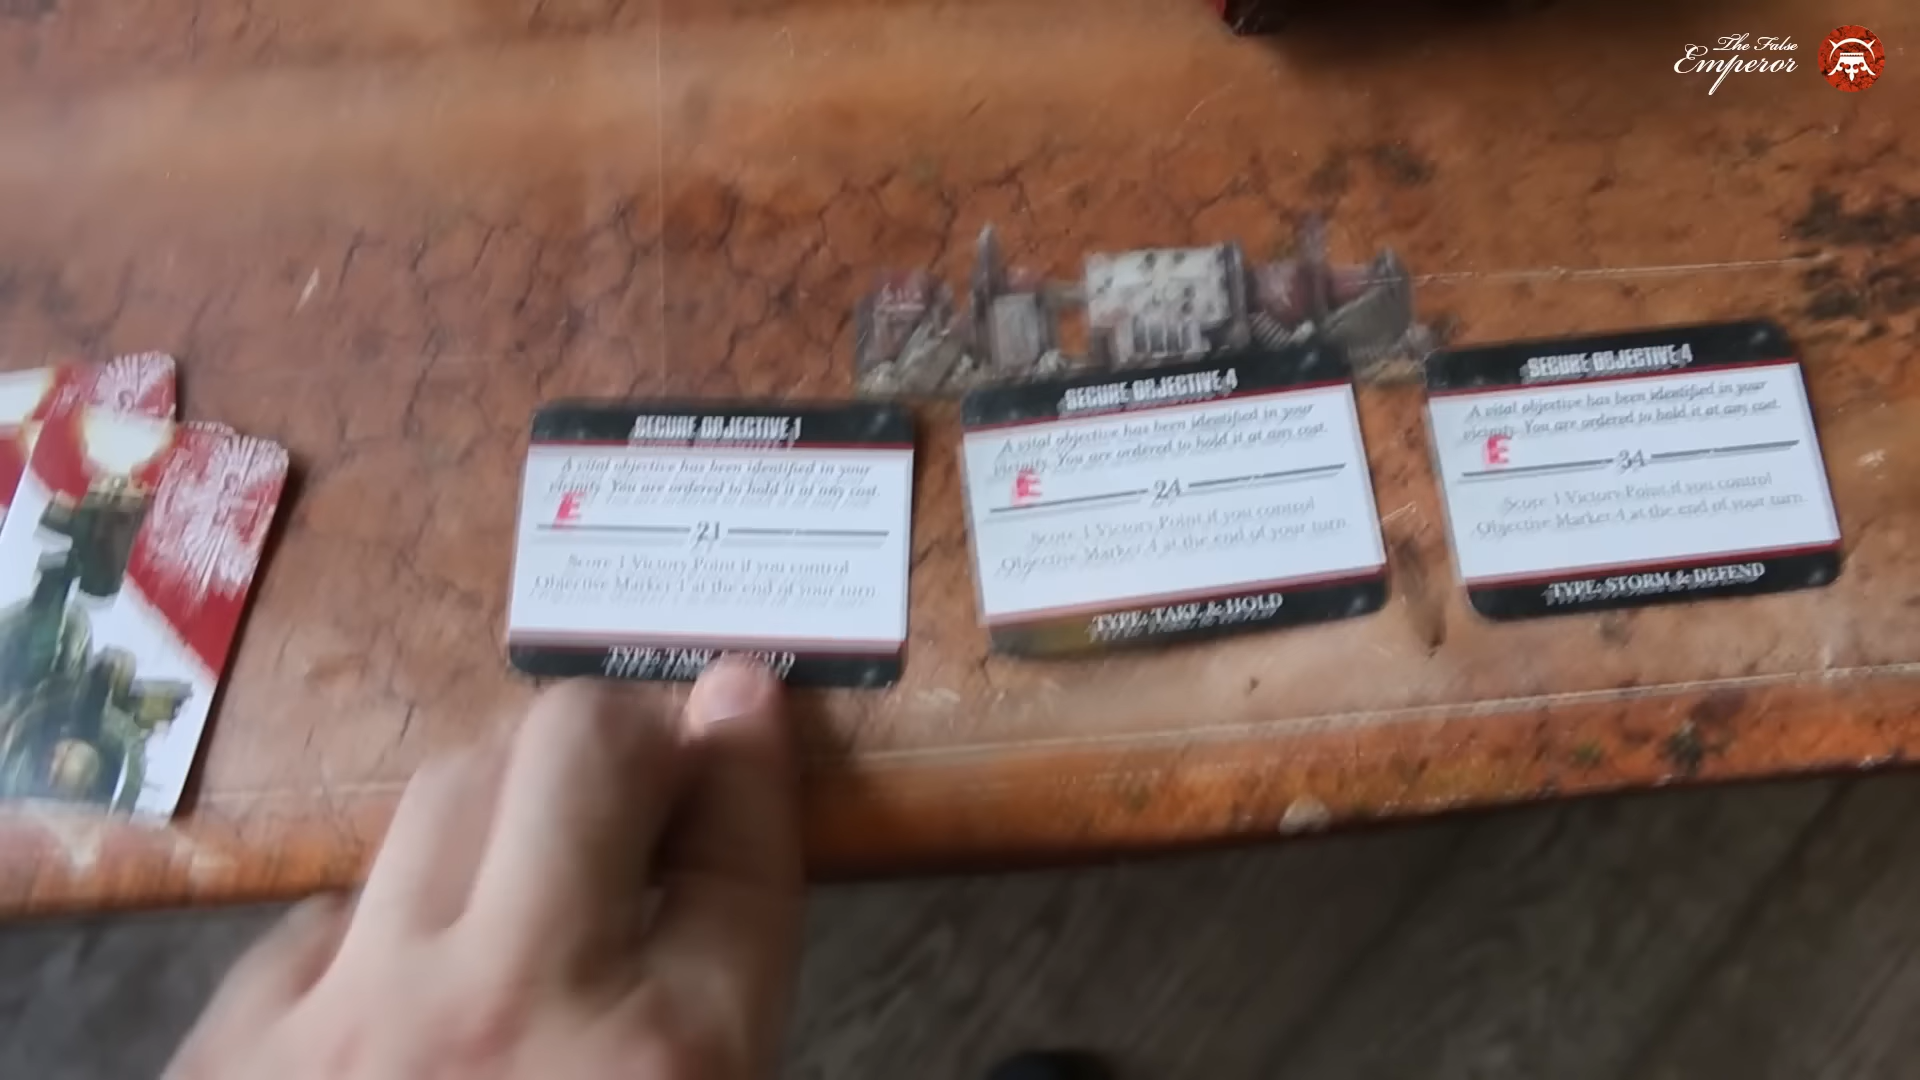 The False
Emperor
SECURE OBJECTIVE 1
A vital objective has been identified in your
vicinity. You are ordered to hold it at any cost.
E
21
Score 1 Victory Point if you control
Objective Marker 1 at the end of your turn.
TYPE: TAKE & HOLD
SECURE OBJECTIVE 4
A vital objective has been identified in your
vicinity. You are ordered to hold it at any cost.
E
24
Score 1 Victory Point if you control
Objective Marker 4 at the end of your turn.
TYPE: TAKE & HOLD
SECURE OBJECTIVE 4
A vital objective has been identified in your
vicinity. You are ordered to hold it at any cost.
E
34
Score 1 Victory Point if you control
Objective Marker 4 at the end of your turn.
TYPE: STORM & DEFEND